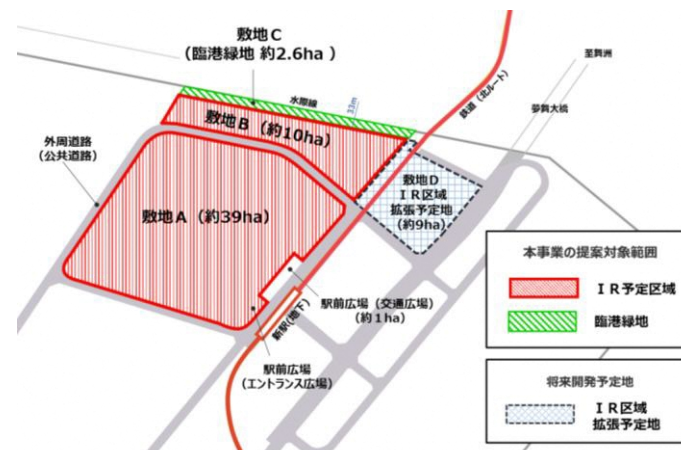 敷地C
(臨港緑地 約2.6ha )
水際線
33m
鉄道（北ルート）
至舞洲
夢舞大橋
外周道路
(公共道路)
敷地B（約10ha）
敷地A（約39ha）
敷地D
ＩＲ区域
拡張予定地
(約9ha)
駅前広場（交通広場）
(約１ha)
新駅(地下)
駅前広場
(エントランス広場)
本事業の提案対象範囲
ＩＲ予定区域
臨港緑地
将来開発予定地
ＩＲ区域
拡張予定地